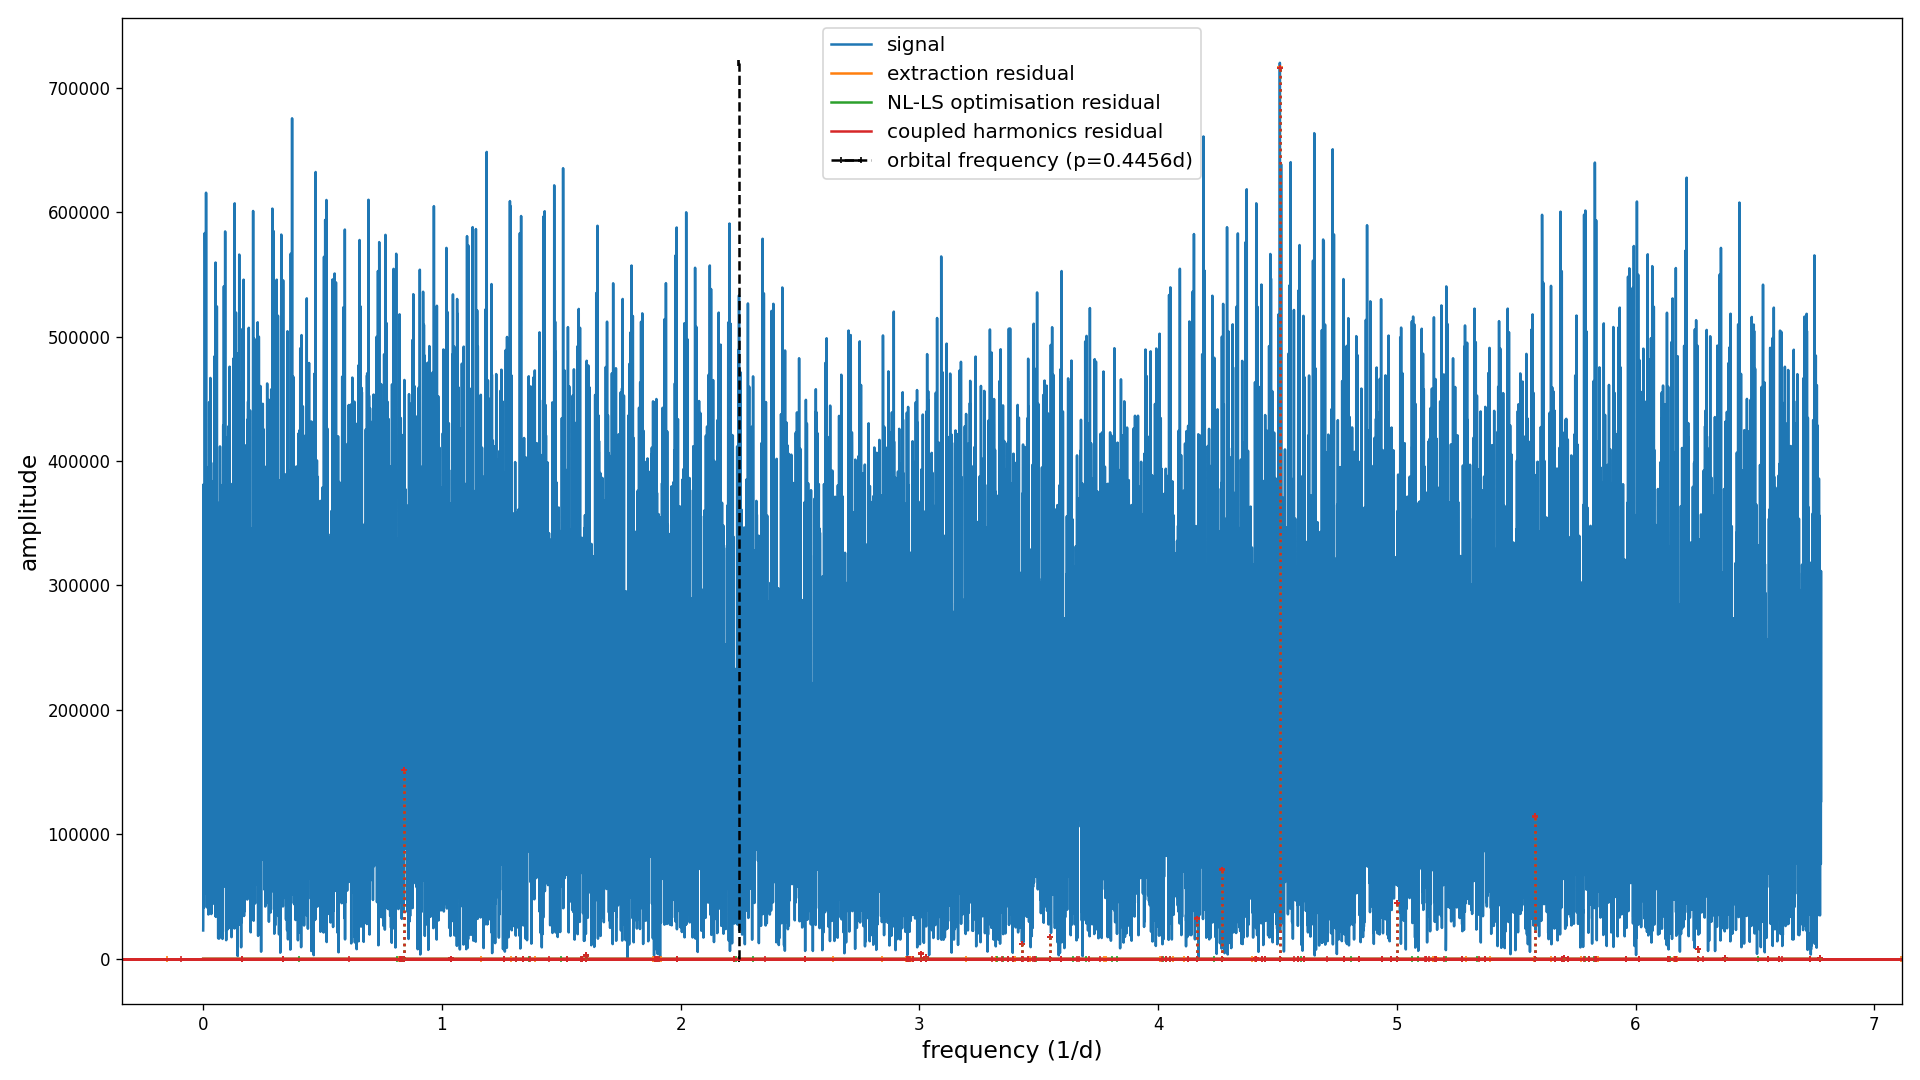 signal
extraction residual
NL-LS optimisation residual
coupled harmonics residual
orbital frequency (p=0.4456d)
amplitude
700000
600000
500000
400000
300000
200000
100000
0
0 1 2 3 4 5 6 7
frequency (1/d)